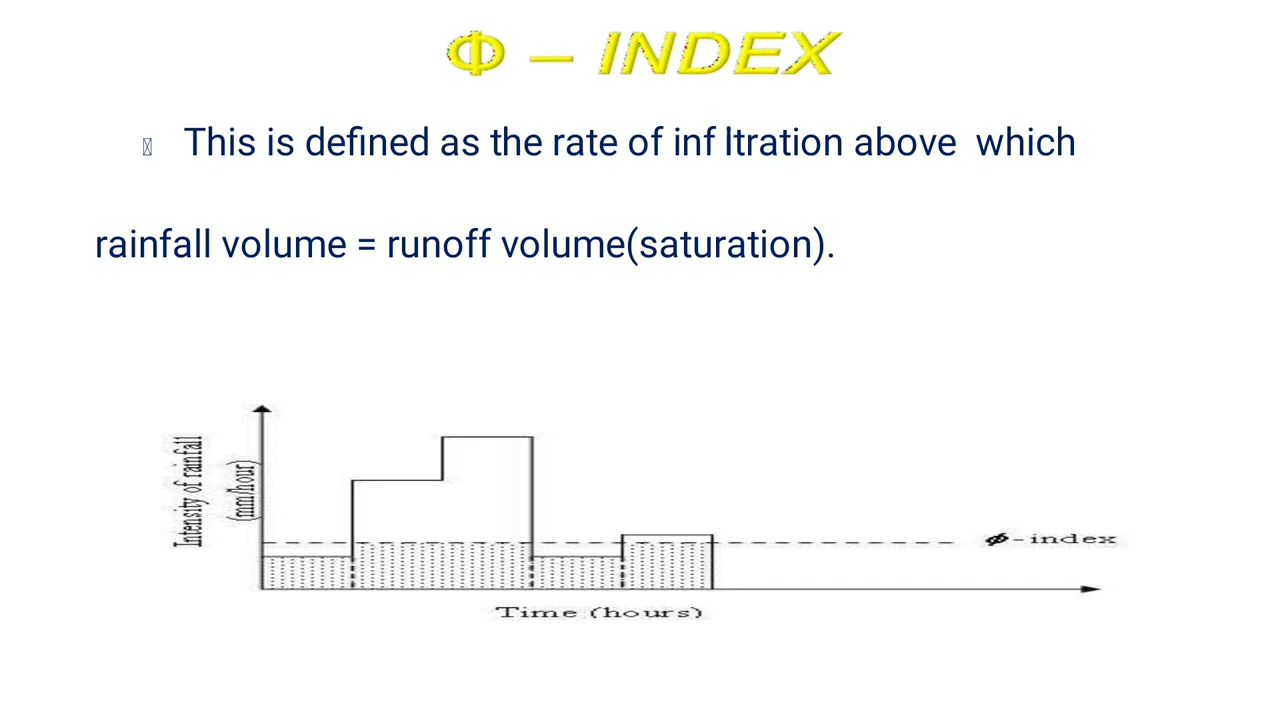 Φ – INDEX
This is defined as the rate of inf ltration above which
rainfall volume = runoff volume(saturation).
Intensity of rainfall
(mm/hour)
ϕ-index
Time (hours)